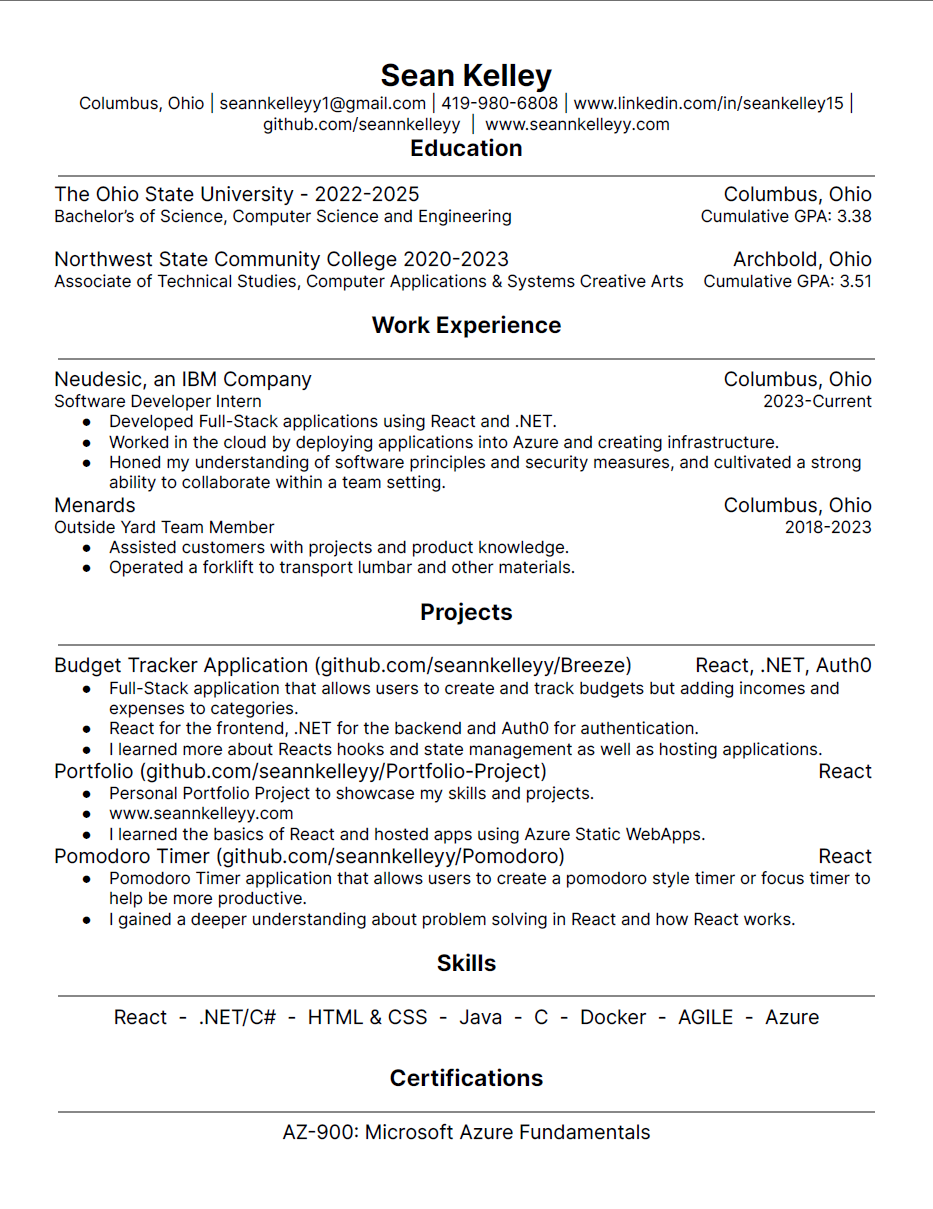 Sean Kelley
Columbus, Ohio | seannkelleyy1@gmail.com | 419-980-6808 | www.linkedin.com/in/seankelley15 |
github.com/seannkelleyy | www.seannkelleyy.com
Education
The Ohio State University - 2022-2025 Columbus, Ohio
Bachelor’s of Science, Computer Science and Engineering Cumulative GPA: 3.38
Northwest State Community College 2020-2023 Archbold, Ohio
Associate of Technical Studies, Computer Applications & Systems Creative Arts Cumulative GPA: 3.51
Work Experience
Neudesic, an IBM Company Columbus, Ohio
Software Developer Intern 2023-Current
● Developed Full-Stack applications using React and .NET.
● Worked in the cloud by deploying applications into Azure and creating infrastructure.
● Honed my understanding of software principles and security measures, and cultivated a strong
ability to collaborate within a team setting.
Menards Columbus, Ohio
Outside Yard Team Member 2018-2023
● Assisted customers with projects and product knowledge.
● Operated a forklift to transport lumbar and other materials.
Projects
Budget Tracker Application (github.com/seannkelleyy/Breeze) React, .NET, Auth0
● Full-Stack application that allows users to create and track budgets but adding incomes and
expenses to categories.
● React for the frontend, .NET for the backend and Auth0 for authentication.
● I learned more about Reacts hooks and state management as well as hosting applications.
Portfolio (github.com/seannkelleyy/Portfolio-Project) React
● Personal Portfolio Project to showcase my skills and projects.
● www.seannkelleyy.com
● I learned the basics of React and hosted apps using Azure Static WebApps.
Pomodoro Timer (github.com/seannkelleyy/Pomodoro) React
● Pomodoro Timer application that allows users to create a pomodoro style timer or focus timer to
help be more productive.
● I gained a deeper understanding about problem solving in React and how React works.
Skills
React - .NET/C# - HTML & CSS - Java - C - Docker - AGILE - Azure
Certifications
AZ-900: Microsoft Azure Fundamentals